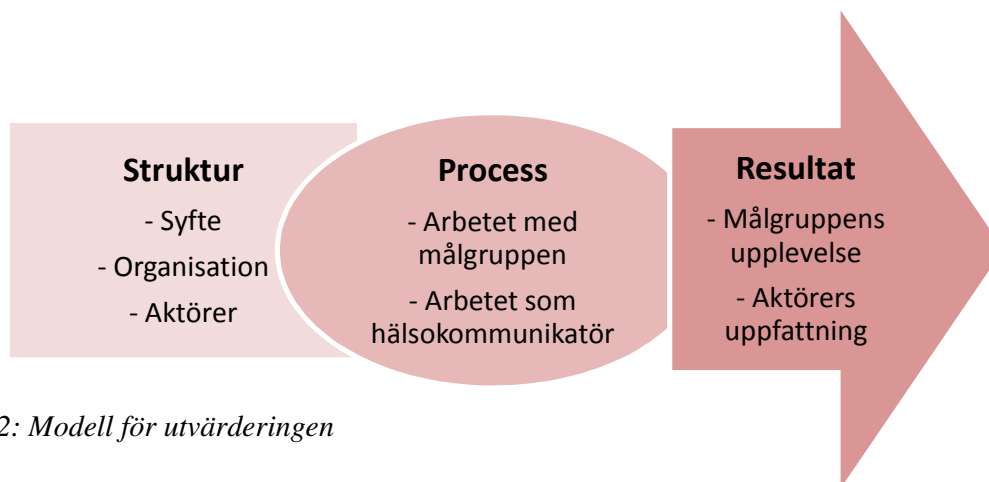 Struktur
- Syfte
- Organisation
- Aktörer
Process
- Arbetet med
målgruppen
- Arbetet som
hälsokommunikatör
Resultat
- Målgruppens
upplevelse
- Aktörers
uppfattning
2: Modell för utvärderingen